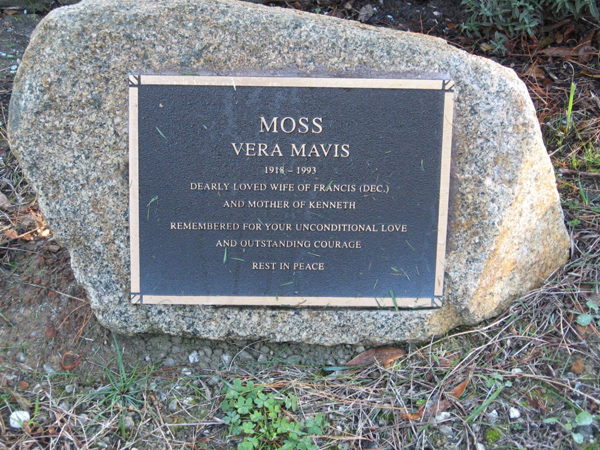 MOSS
VERA MAVIS
1918 – 1993
DEARLY LOVED WIFE OF FRANCIS (DEC.)
AND MOTHER OF KENNETH
REMEMBERED FOR YOUR UNCONDITIONAL LOVE
AND OUTSTANDING COURAGE
REST IN PEACE